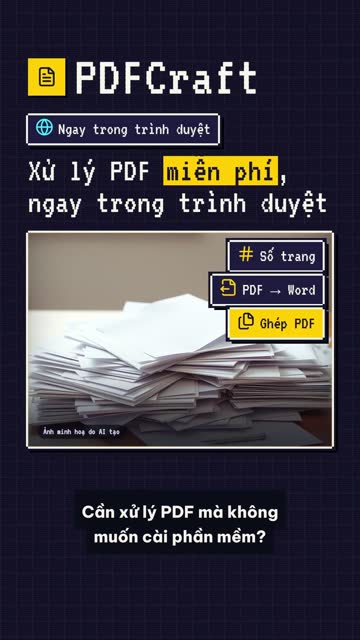 PDFCraft
Ngay trong trình duyệt
Xử lý PDF miễn phí,
ngay trong trình duyệt
# Số trang
PDF → Word
Ghép PDF
Ảnh minh hoạ do AI tạo
Cần xử lý PDF mà không
muốn cài phần mềm?